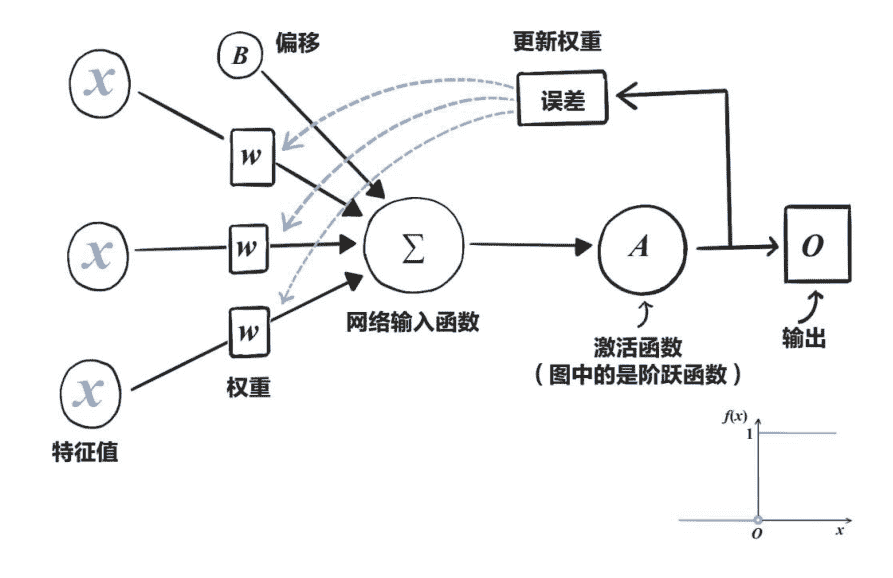 B
偏移
更新权重
x
误差
w
x
w
Σ
A
O
w
网络输入函数
激活函数
(图中的是阶跃函数)
输出
x
权重
特征值
f(x)
1
O
x